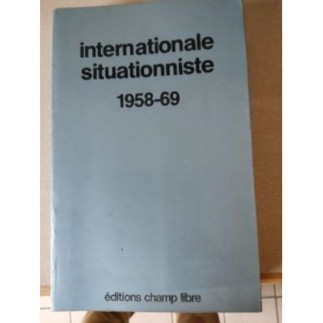 internationale
situationniste
1958-69
éditions champ libre